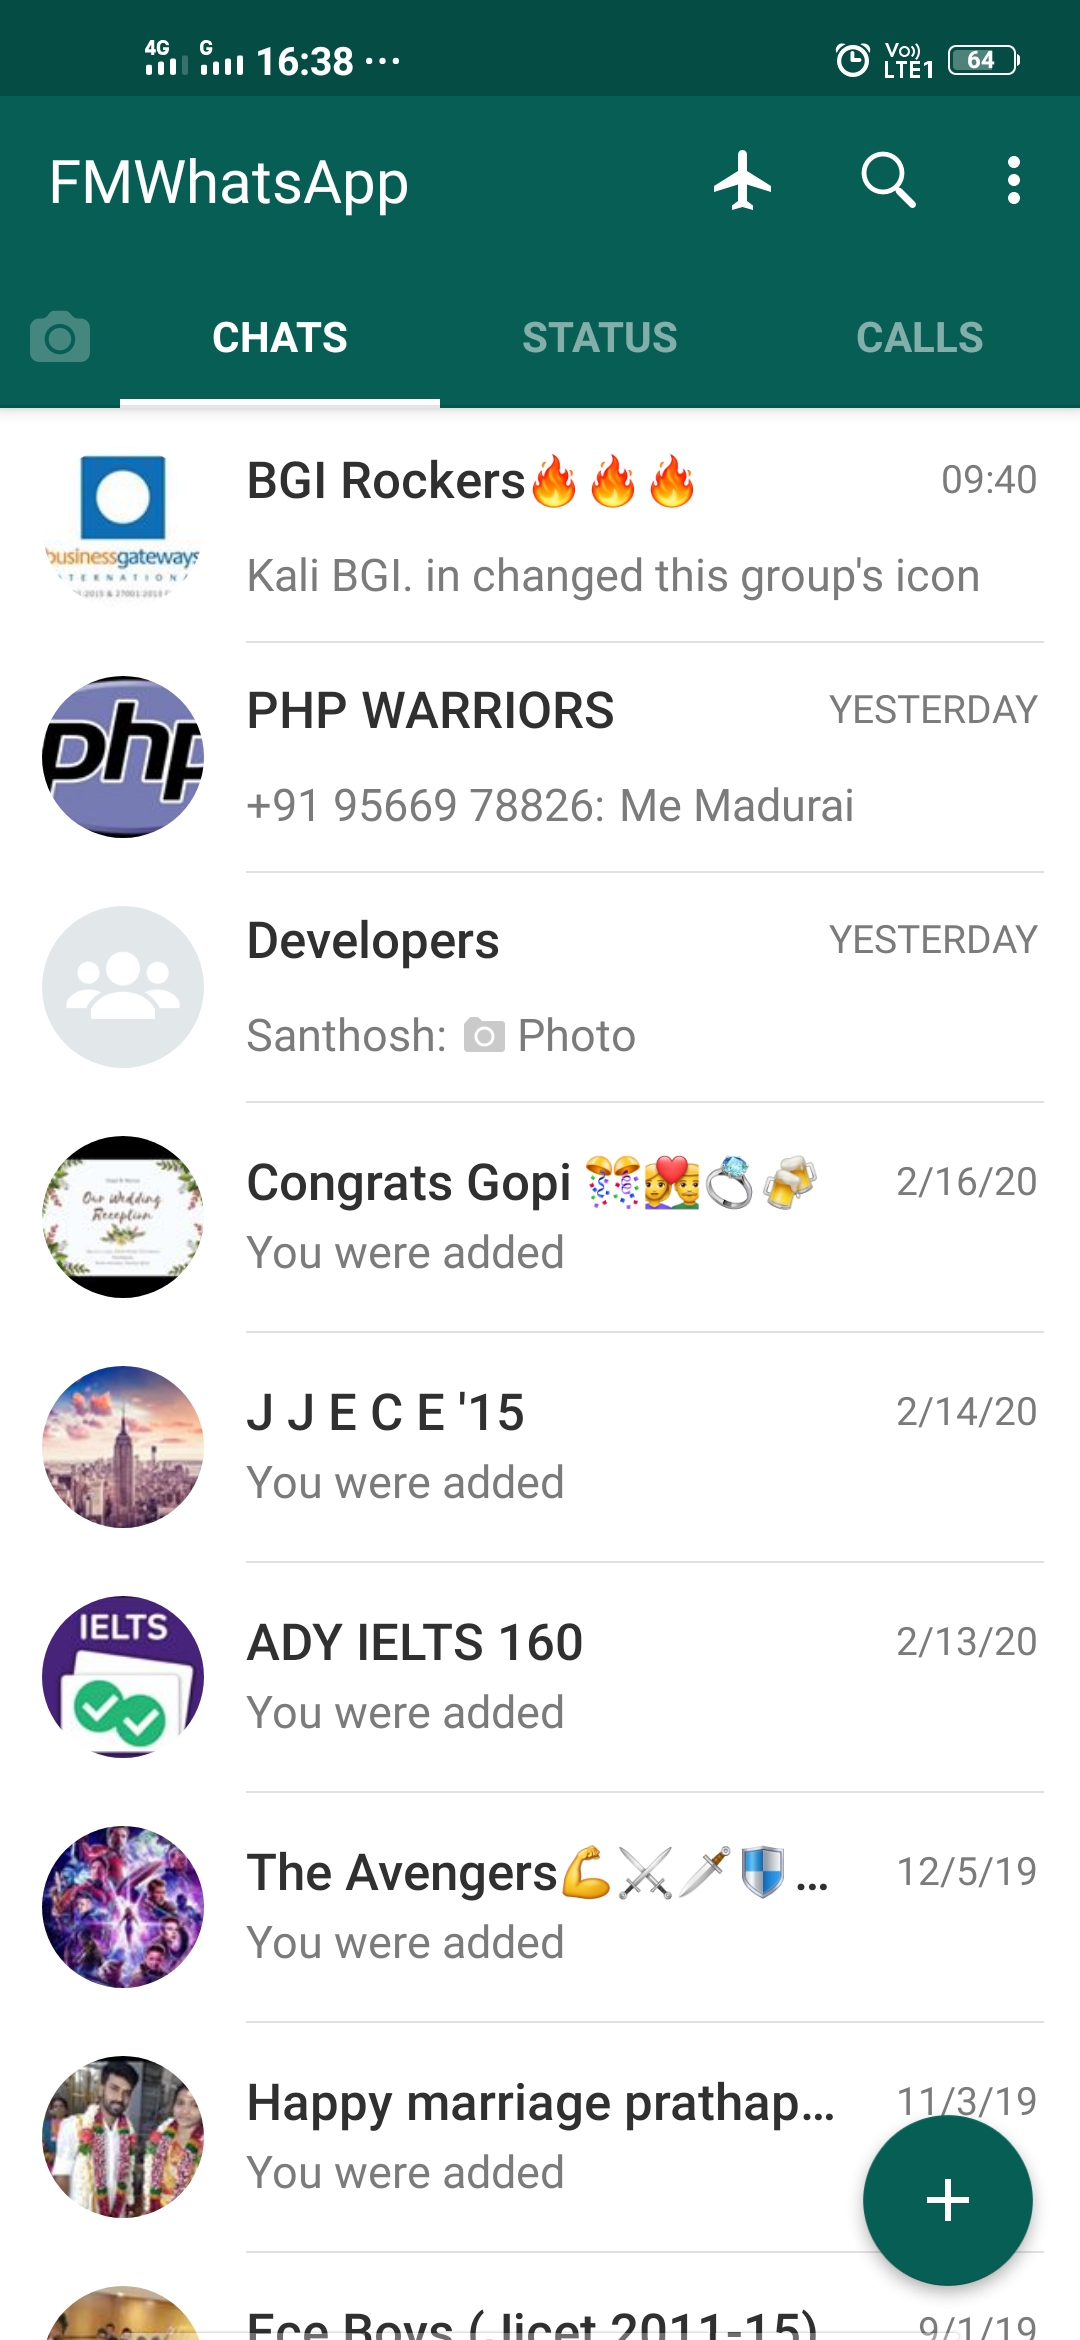 4G G 16:38 ... Vo)) LTE1 64
FMWhatsApp
CHATS STATUS CALLS
BGI Rockers🔥🔥🔥 09:40
businessgateways
Kali BGI. in changed this group's icon
PHP WARRIORS YESTERDAY
php
+91 95669 78826: Me Madurai
Developers YESTERDAY
Santhosh: Photo
Congrats Gopi 🎊💑💍🍻 2/16/20
Our Wedding
Reception
You were added
J J E C E '15 2/14/20
You were added
IELTS
ADY IELTS 160 2/13/20
You were added
The Avengers💪⚔️🗡️🛡️... 12/5/19
You were added
Happy marriage prathap... 11/3/19
You were added
+
Ece Boys (Jicet 2011-15) 9/1/19